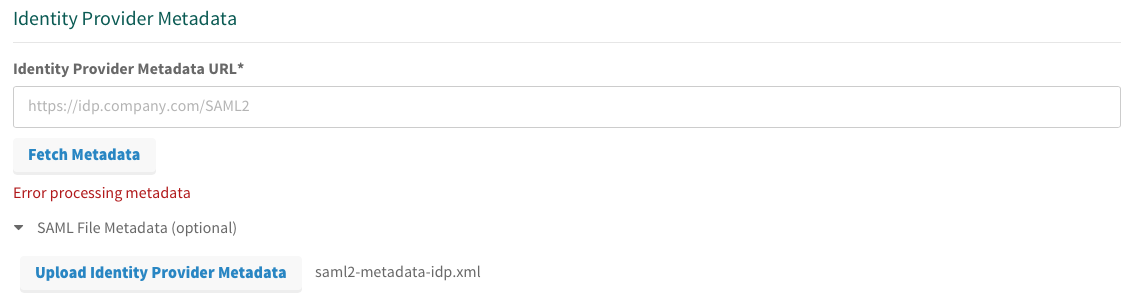 Identity Provider Metadata
Identity Provider Metadata URL*
https://idp.company.com/SAML2
Fetch Metadata
Error processing metadata
SAML File Metadata (optional)
Upload Identity Provider Metadata saml2-metadata-idp.xml